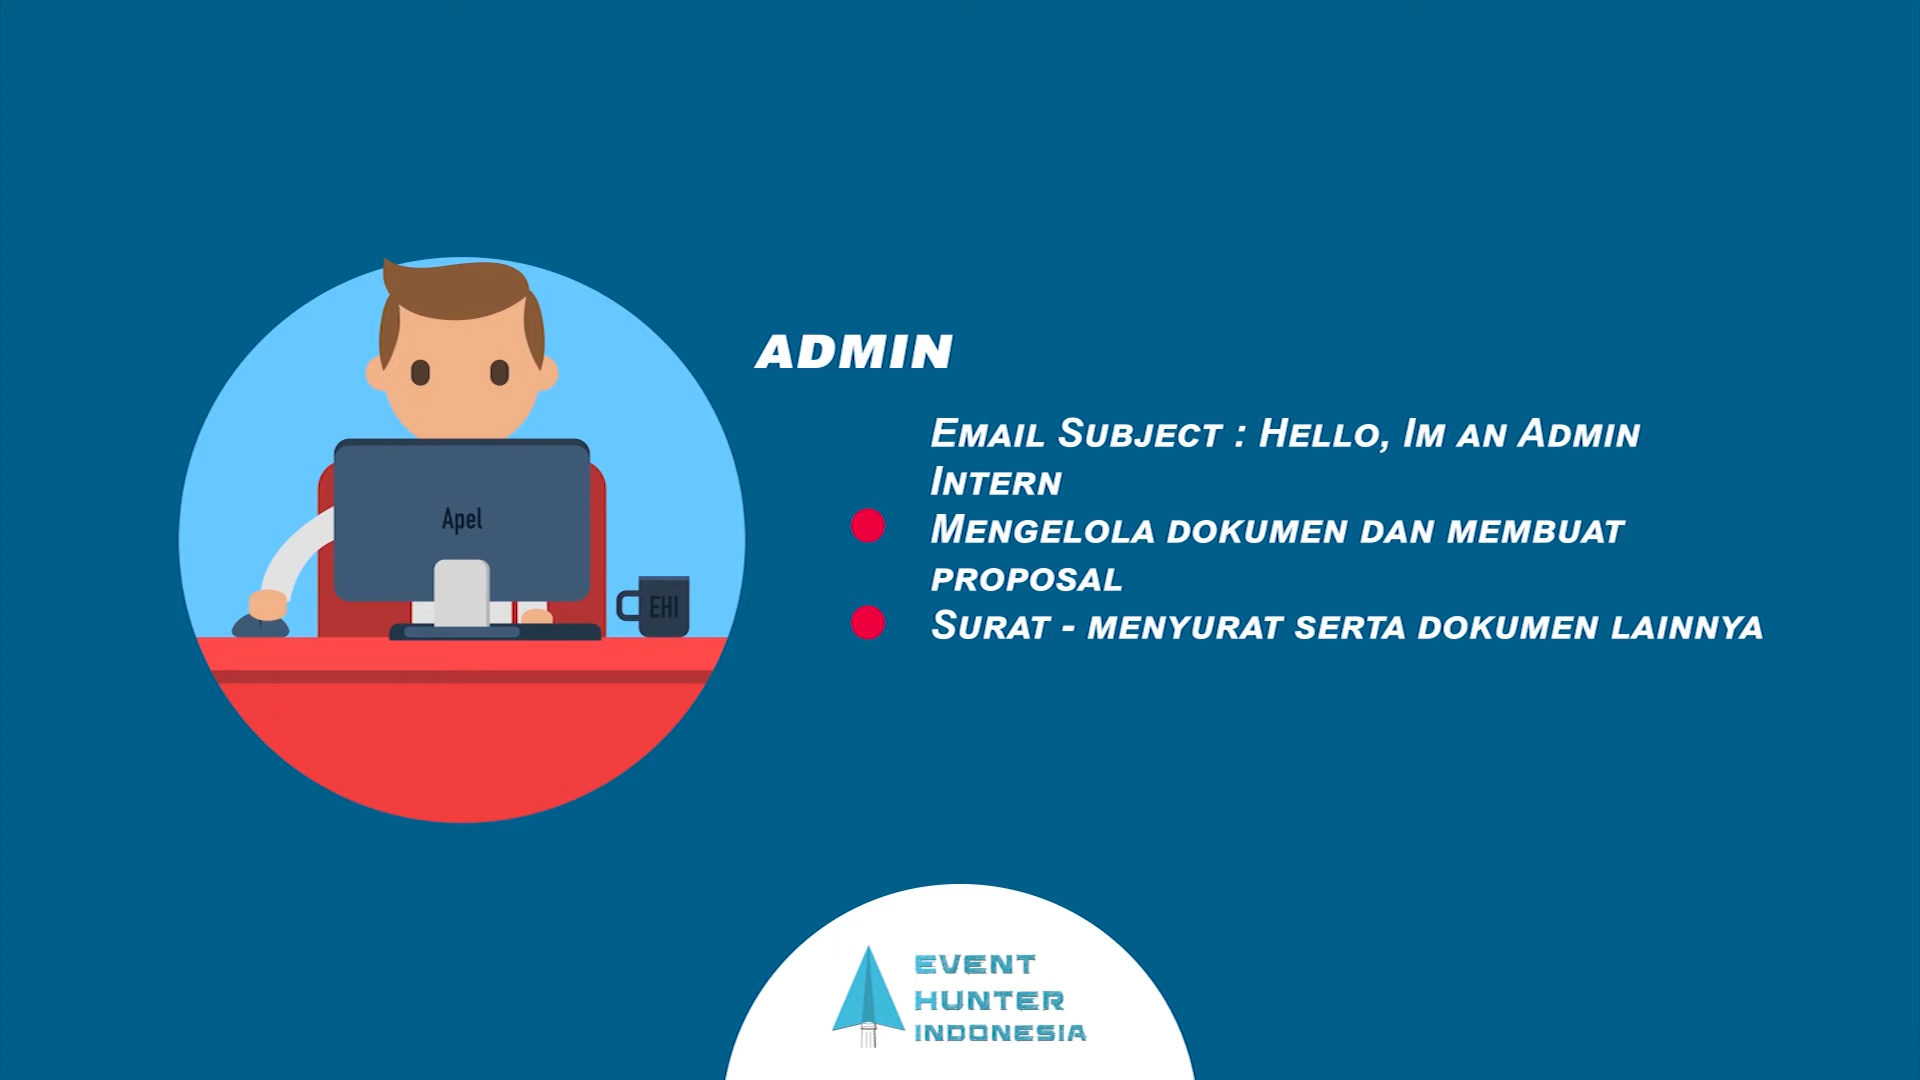 ADMIN
Email Subject : Hello, Im an Admin
Intern
Mengelola dokumen dan membuat
proposal
Surat - menyurat serta dokumen lainnya
Apel
EHI
EVENT
HUNTER
INDONESIA